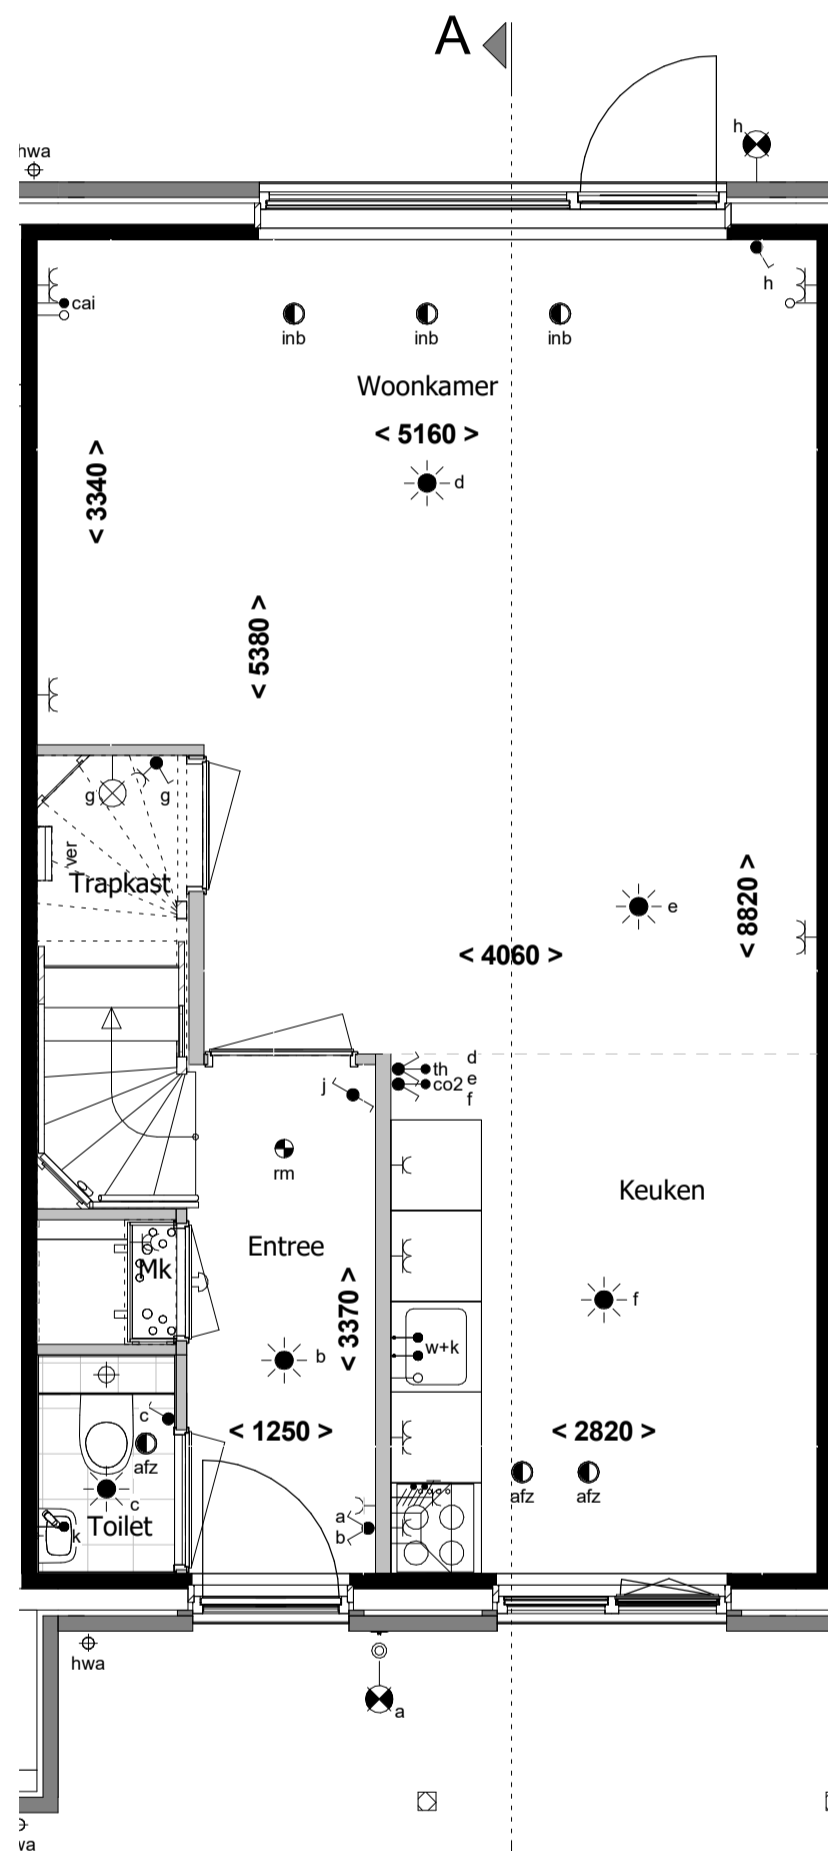 A
hwa
h
h
cai
inb
inb
inb
Woonkamer
< 5160 >
d
< 3340 >
< 5380 >
g
g
ver
Trapkast
e
< 8820 >
< 4060 >
th
d
co2
e
f
j
rm
Keuken
Entree
Mk
f
< 3370 >
w+k
b
c
< 1250 >
< 2820 >
afz
afz
afz
c
a
b
Toilet
k
hwa
a
wa